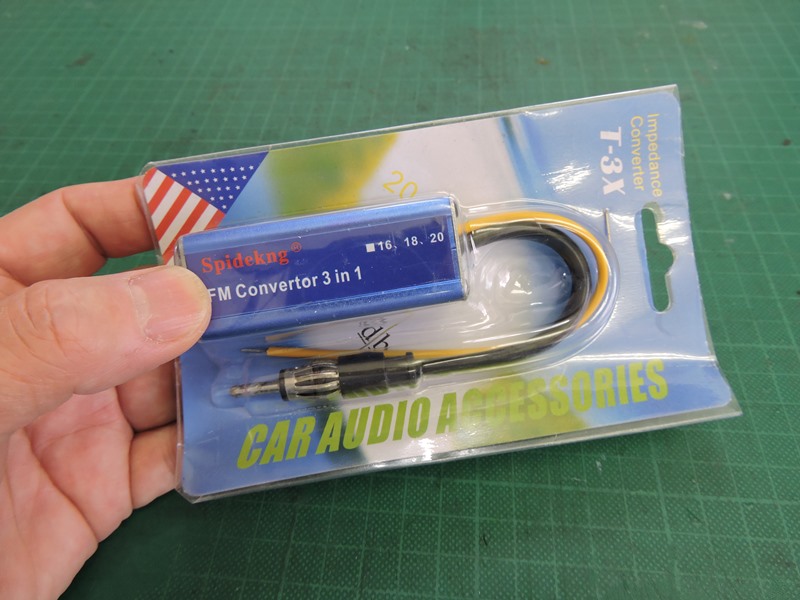 Impedance
Converter
T-3X
20
Spidekng®
■16、18、20
FM Convertor 3 in 1
CAR AUDIO ACCESSORIES